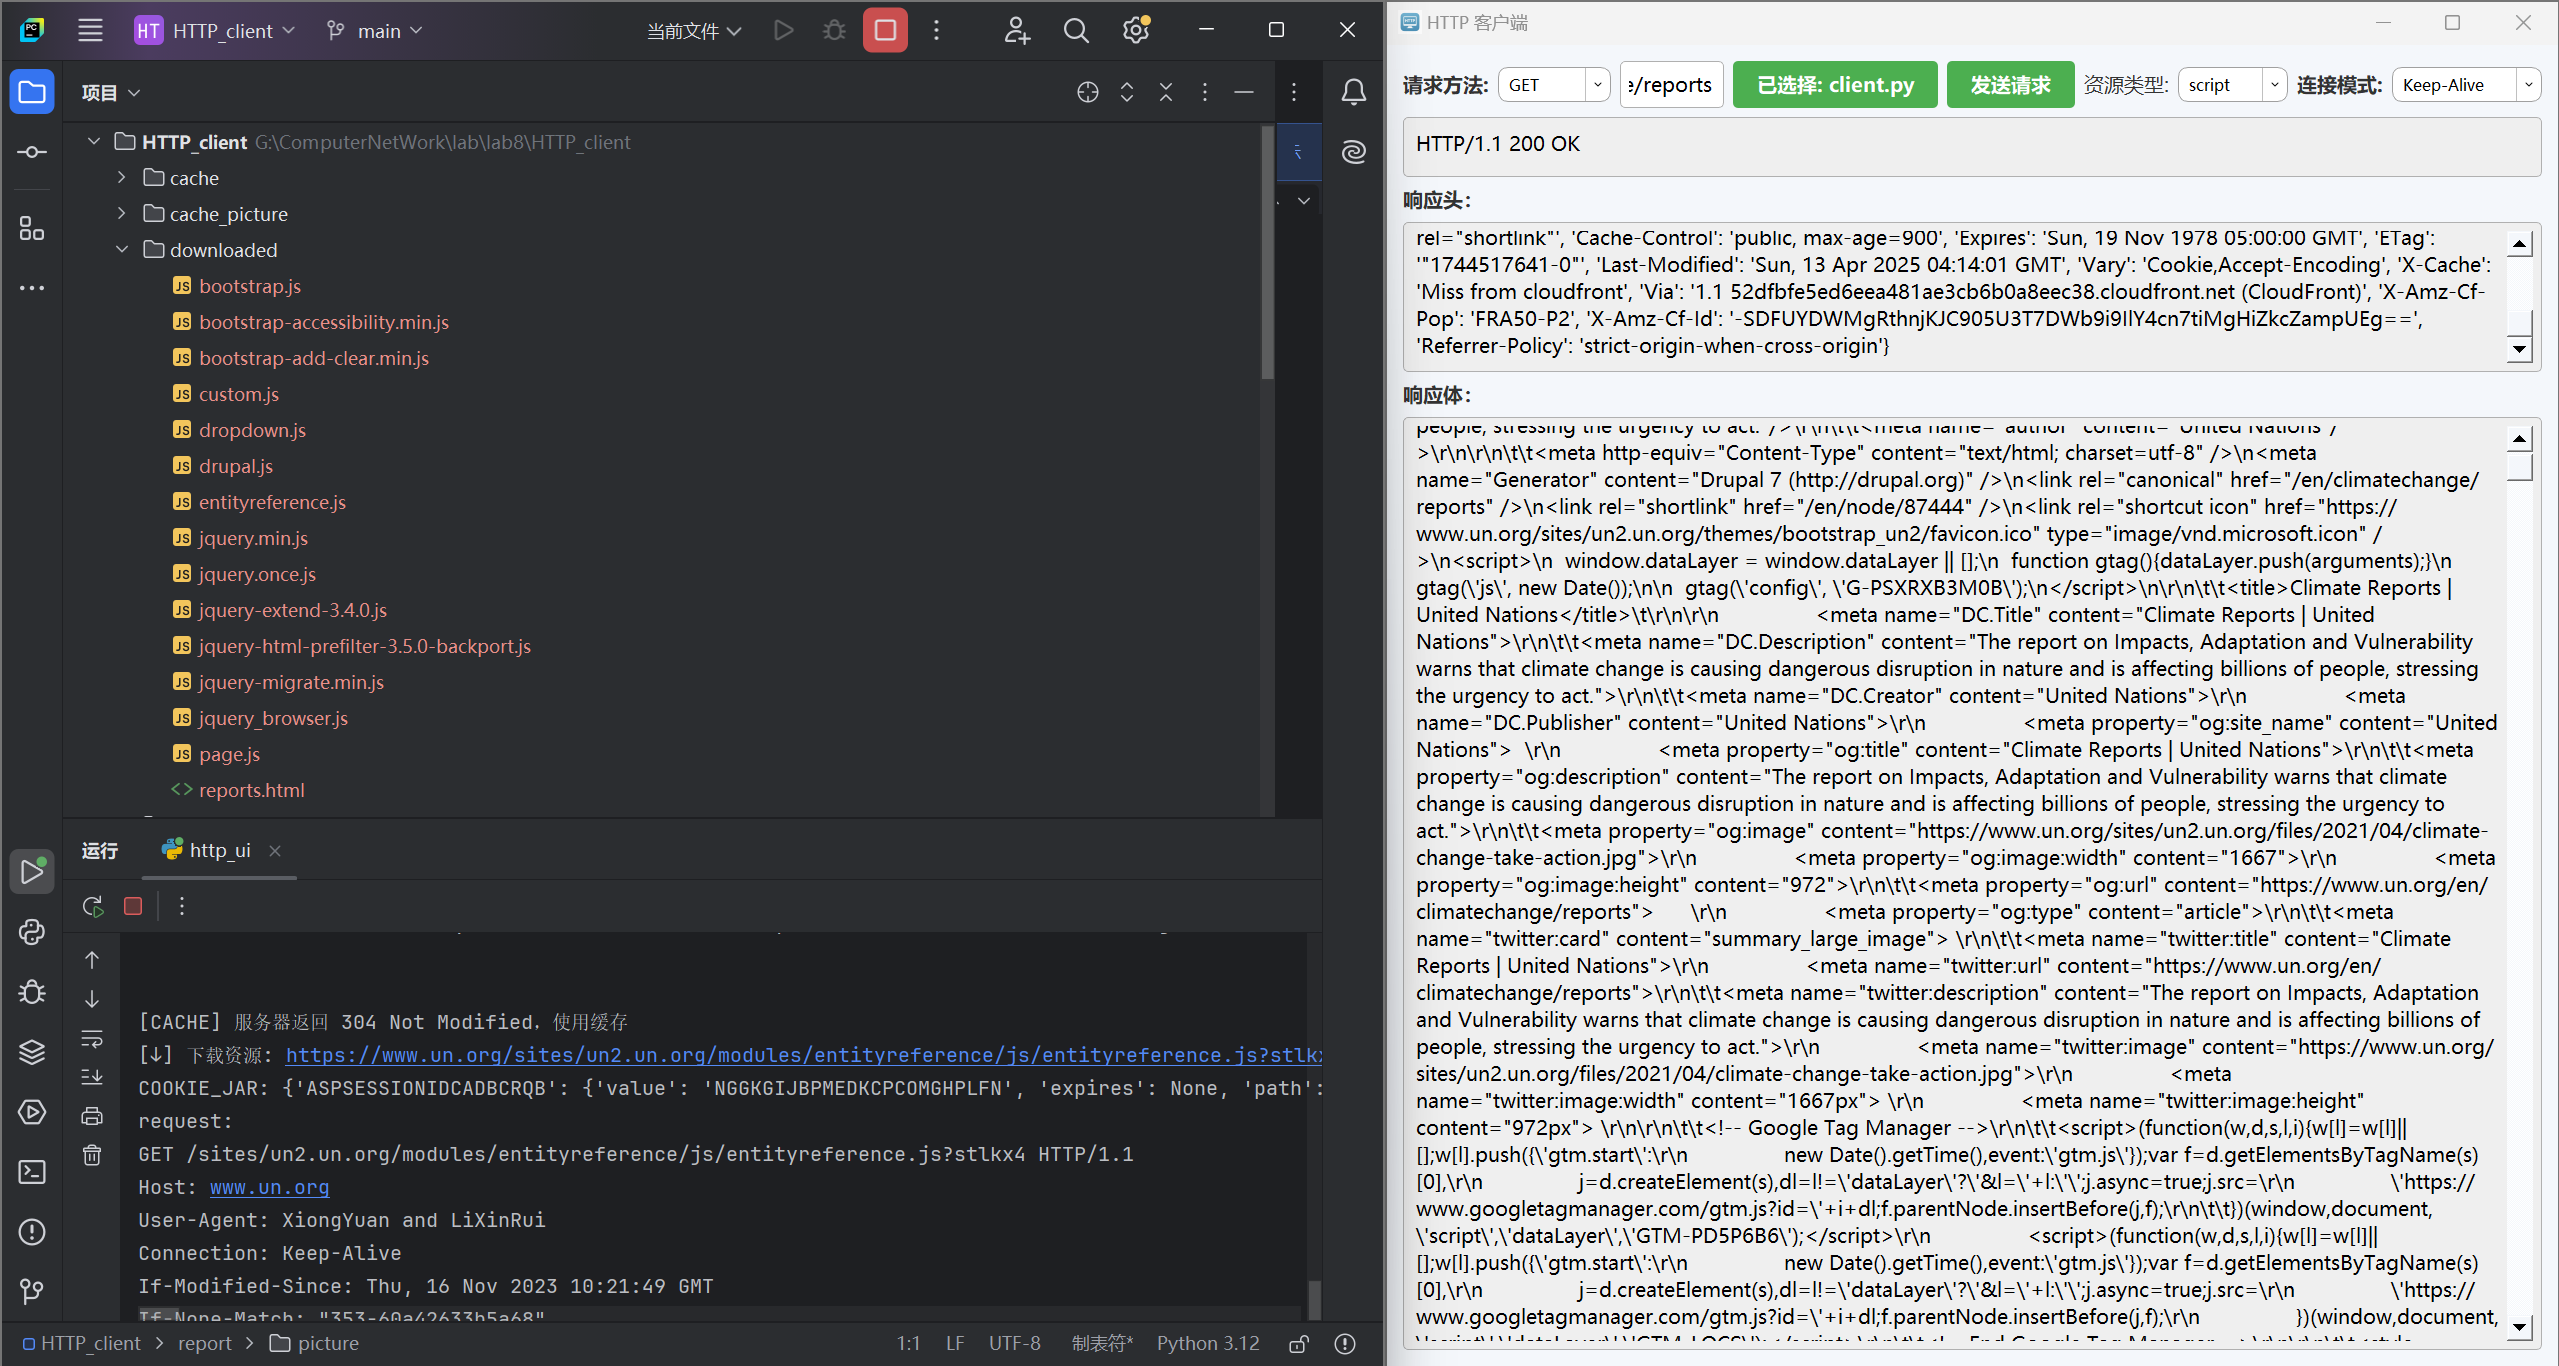 HT HTTP_client main 当前文件
项目
HTTP_client G:\ComputerNetWork\lab\lab8\HTTP_client
cache
cache_picture
downloaded
JS bootstrap.js
JS bootstrap-accessibility.min.js
JS bootstrap-add-clear.min.js
JS custom.js
JS dropdown.js
JS drupal.js
JS entityreference.js
JS jquery.min.js
JS jquery.once.js
JS jquery-extend-3.4.0.js
JS jquery-html-prefilter-3.5.0-backport.js
JS jquery-migrate.min.js
JS jquery_browser.js
JS page.js
<> reports.html
运行 http_ui
[CACHE] 服务器返回 304 Not Modified，使用缓存
[↓] 下载资源: https://www.un.org/sites/un2.un.org/modules/entityreference/js/entityreference.js?stlkx
COOKIE_JAR: {'ASPSESSIONIDCADBCRQB': {'value': 'NGGKGIJBPMEDKCPCOMGHPLFN', 'expires': None, 'path':
request:
GET /sites/un2.un.org/modules/entityreference/js/entityreference.js?stlkx4 HTTP/1.1
Host: www.un.org
User-Agent: XiongYuan and LiXinRui
Connection: Keep-Alive
If-Modified-Since: Thu, 16 Nov 2023 10:21:49 GMT
If-None-Match: "353-60a42633b5a68"
HTTP_client > report > picture 1:1 LF UTF-8 制表符* Python 3.12
HTTP 客户端
请求方法: GET e/reports 已选择: client.py 发送请求 资源类型: script 连接模式: Keep-Alive
HTTP/1.1 200 OK
响应头:
rel="shortlink"', 'Cache-Control': 'public, max-age=900', 'Expires': 'Sun, 19 Nov 1978 05:00:00 GMT', 'ETag':
'"1744517641-0"', 'Last-Modified': 'Sun, 13 Apr 2025 04:14:01 GMT', 'Vary': 'Cookie,Accept-Encoding', 'X-Cache':
'Miss from cloudfront', 'Via': '1.1 52dfbfe5ed6eea481ae3cb6b0a8eec38.cloudfront.net (CloudFront)', 'X-Amz-Cf-
Pop': 'FRA50-P2', 'X-Amz-Cf-Id': '-SDFUYDWMgRthnjKJC905U3T7DWb9i9IlY4cn7tiMgHiZkcZampUEg==',
'Referrer-Policy': 'strict-origin-when-cross-origin'}
响应体:
people, stressing the urgency to act." />\r\n\t\t<meta name="author" content="United Nations" /
>\r\n\r\n\t\t<meta http-equiv="Content-Type" content="text/html; charset=utf-8" />\n<meta
name="Generator" content="Drupal 7 (http://drupal.org)" />\n<link rel="canonical" href="/en/climatechange/
reports" />\n<link rel="shortlink" href="/en/node/87444" />\n<link rel="shortcut icon" href="https://
www.un.org/sites/un2.un.org/themes/bootstrap_un2/favicon.ico" type="image/vnd.microsoft.icon" /
>\n<script>\n  window.dataLayer = window.dataLayer || [];\n  function gtag(){dataLayer.push(arguments);}\n
gtag(\'js\', new Date());\n\n  gtag(\'config\', \'G-PSXRXB3M0B\');\n</script>\n\r\n\t\t<title>Climate Reports |
United Nations</title>\t\r\n\r\n <meta name="DC.Title" content="Climate Reports | United
Nations">\r\n\t\t<meta name="DC.Description" content="The report on Impacts, Adaptation and Vulnerability
warns that climate change is causing dangerous disruption in nature and is affecting billions of people, stressing
the urgency to act.">\r\n\t\t<meta name="DC.Creator" content="United Nations">\r\n <meta
name="DC.Publisher" content="United Nations">\r\n <meta property="og:site_name" content="United
Nations">  \r\n <meta property="og:title" content="Climate Reports | United Nations">\r\n\t\t<meta
property="og:description" content="The report on Impacts, Adaptation and Vulnerability warns that climate
change is causing dangerous disruption in nature and is affecting billions of people, stressing the urgency to
act.">\r\n\t\t<meta property="og:image" content="https://www.un.org/sites/un2.un.org/files/2021/04/climate-
change-take-action.jpg">\r\n <meta property="og:image:width" content="1667">\r\n <meta
property="og:image:height" content="972">\r\n\t\t<meta property="og:url" content="https://www.un.org/en/
climatechange/reports"> \r\n <meta property="og:type" content="article">\r\n\t\t<meta
name="twitter:card" content="summary_large_image"> \r\n\t\t<meta name="twitter:title" content="Climate
Reports | United Nations">\r\n <meta name="twitter:url" content="https://www.un.org/en/
climatechange/reports">\r\n\t\t<meta name="twitter:description" content="The report on Impacts, Adaptation
and Vulnerability warns that climate change is causing dangerous disruption in nature and is affecting billions of
people, stressing the urgency to act.">\r\n <meta name="twitter:image" content="https://www.un.org/
sites/un2.un.org/files/2021/04/climate-change-take-action.jpg">\r\n <meta
name="twitter:image:width" content="1667px"> \r\n <meta name="twitter:image:height"
content="972px"> \r\n\r\n\t\t<!-- Google Tag Manager -->\r\n\t\t<script>(function(w,d,s,l,i){w[l]=w[l]||
[];w[l].push({\'gtm.start\':\r\n new Date().getTime(),event:\'gtm.js\'});var f=d.getElementsByTagName(s)
[0],\r\n j=d.createElement(s),dl=l!=\'dataLayer\'?\'&l=\'+l:\'\';j.async=true;j.src=\r\n \'https://
www.googletagmanager.com/gtm.js?id=\'+i+dl;f.parentNode.insertBefore(j,f);\r\n\t\t})(window,document,
\'script\',\'dataLayer\',\'GTM-PD5P6B6\');</script>\r\n <script>(function(w,d,s,l,i){w[l]=w[l]||
[];w[l].push({\'gtm.start\':\r\n new Date().getTime(),event:\'gtm.js\'});var f=d.getElementsByTagName(s)
[0],\r\n j=d.createElement(s),dl=l!=\'dataLayer\'?\'&l=\'+l:\'\';j.async=true;j.src=\r\n \'https://
www.googletagmanager.com/gtm.js?id=\'+i+dl;f.parentNode.insertBefore(j,f);\r\n })(window,document,